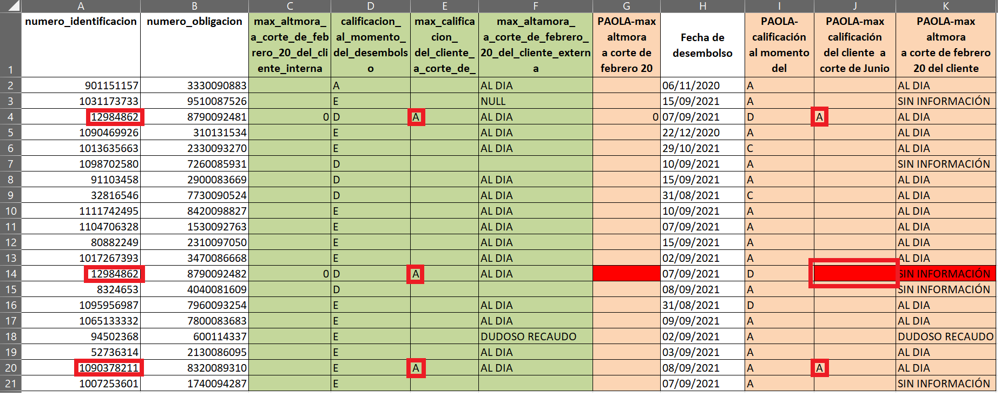 A B C D E F G H I J K
1 numero_identificacion numero_obligacion max_altmora_a_corte_de_febrero_20_del_cliente_interna calificacion_al_momento_del_desembolso max_calificacion_del_cliente_a_corte_de_ max_altamora_a_corte_de_febrero_20_del_cliente_externa PAOLA-max altmora a corte de febrero 20 Fecha de desembolso PAOLA-calificación al momento del PAOLA-max calificación del cliente a corte de Junio PAOLA-max altmora a corte de febrero 20 del cliente
2 901151157 3330090883 A AL DIA 06/11/2020 A AL DIA
3 1031173733 9510087526 E NULL 15/09/2021 A SIN INFORMACIÓN
4 12984862 8790092481 0 D A AL DIA 0 07/09/2021 D A AL DIA
5 1090469926 310131534 E AL DIA 22/12/2020 A AL DIA
6 1013635663 2330093270 E AL DIA 29/10/2021 C AL DIA
7 1098702580 7260085931 D 10/09/2021 A SIN INFORMACIÓN
8 91103458 2900083669 D AL DIA 15/09/2021 A AL DIA
9 32816546 7730090524 D AL DIA 31/08/2021 C AL DIA
10 1111742495 8420098827 E AL DIA 10/09/2021 A AL DIA
11 1104706328 1530092763 E AL DIA 07/09/2021 A AL DIA
12 80882249 2310097050 E AL DIA 15/09/2021 A AL DIA
13 1017267393 3470086668 E AL DIA 02/09/2021 A AL DIA
14 12984862 8790092482 0 D A AL DIA 07/09/2021 D SIN INFORMACIÓN
15 8324653 4040081609 D 08/09/2021 A SIN INFORMACIÓN
16 1095956987 7960093254 E AL DIA 31/08/2021 D AL DIA
17 1065133332 7800083683 E AL DIA 09/09/2021 A AL DIA
18 94502368 600114337 E DUDOSO RECAUDO 02/09/2021 A DUDOSO RECAUDO
19 52736314 2130086095 E AL DIA 03/09/2021 A AL DIA
20 1090378211 8320089310 E A AL DIA 08/09/2021 A A AL DIA
21 1007253601 1740094287 E 07/09/2021 A SIN INFORMACIÓN